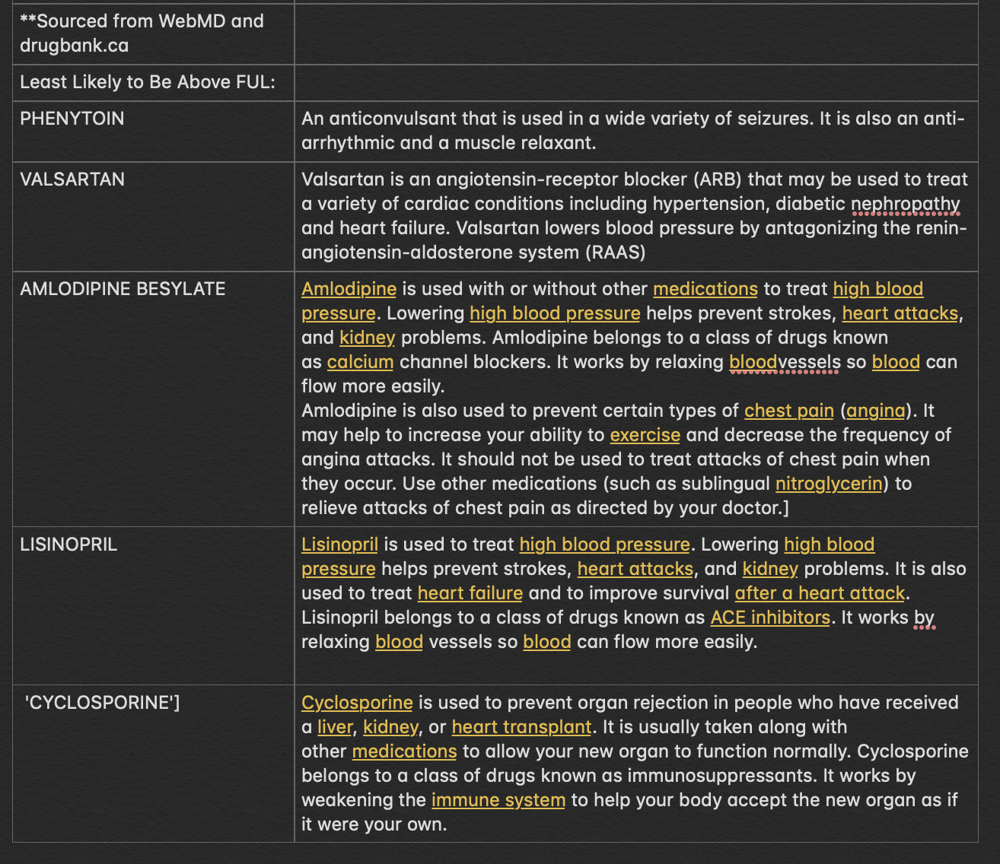 **Sourced from WebMD and
drugbank.ca
Least Likely to Be Above FUL:
PHENYTOIN
An anticonvulsant that is used in a wide variety of seizures. It is also an anti-
arrhythmic and a muscle relaxant.
VALSARTAN
Valsartan is an angiotensin-receptor blocker (ARB) that may be used to treat
a variety of cardiac conditions including hypertension, diabetic nephropathy
and heart failure. Valsartan lowers blood pressure by antagonizing the renin-
angiotensin-aldosterone system (RAAS)
AMLODIPINE BESYLATE
Amlodipine is used with or without other medications to treat high blood
pressure. Lowering high blood pressure helps prevent strokes, heart attacks,
and kidney problems. Amlodipine belongs to a class of drugs known
as calcium channel blockers. It works by relaxing bloodvessels so blood can
flow more easily.
Amlodipine is also used to prevent certain types of chest pain (angina). It
may help to increase your ability to exercise and decrease the frequency of
angina attacks. It should not be used to treat attacks of chest pain when
they occur. Use other medications (such as sublingual nitroglycerin) to
relieve attacks of chest pain as directed by your doctor.]
LISINOPRIL
Lisinopril is used to treat high blood pressure. Lowering high blood
pressure helps prevent strokes, heart attacks, and kidney problems. It is also
used to treat heart failure and to improve survival after a heart attack.
Lisinopril belongs to a class of drugs known as ACE inhibitors. It works by
relaxing blood vessels so blood can flow more easily.
'CYCLOSPORINE']
Cyclosporine is used to prevent organ rejection in people who have received
a liver, kidney, or heart transplant. It is usually taken along with
other medications to allow your new organ to function normally. Cyclosporine
belongs to a class of drugs known as immunosuppressants. It works by
weakening the immune system to help your body accept the new organ as if
it were your own.